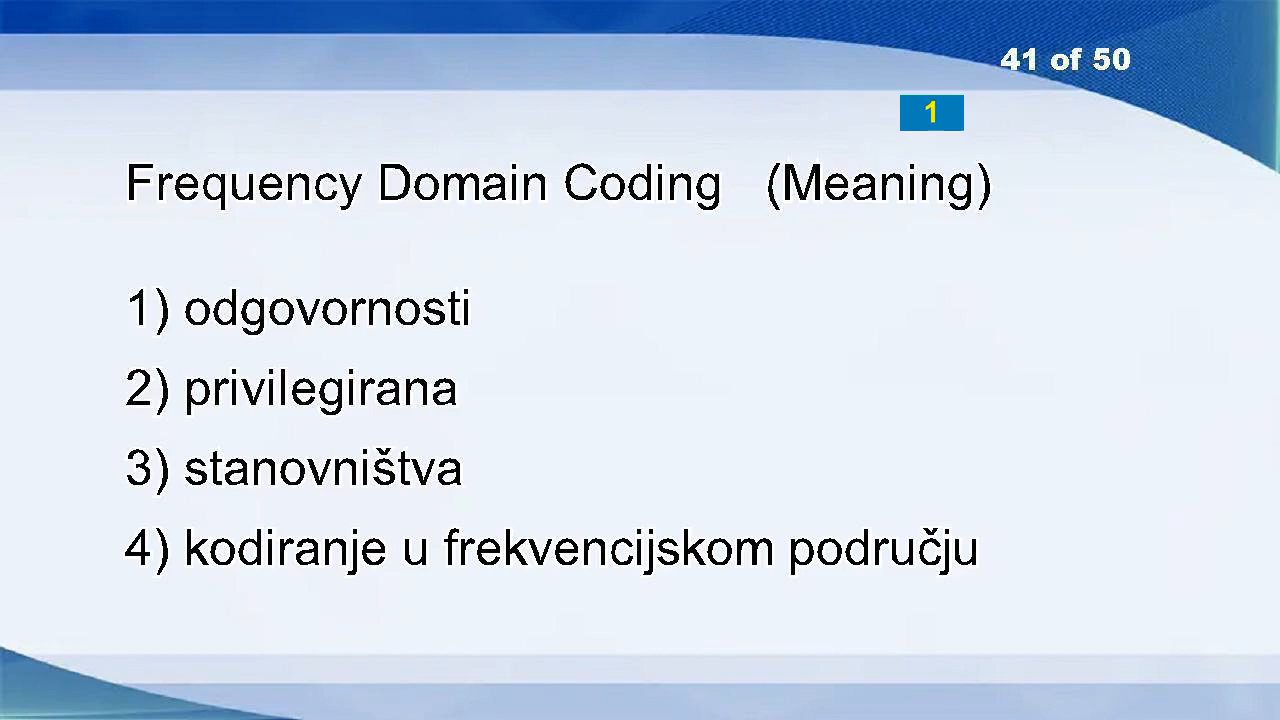 41 of 50
1
Frequency Domain Coding (Meaning)
1) odgovornosti
2) privilegirana
3) stanovništva
4) kodiranje u frekvencijskom području